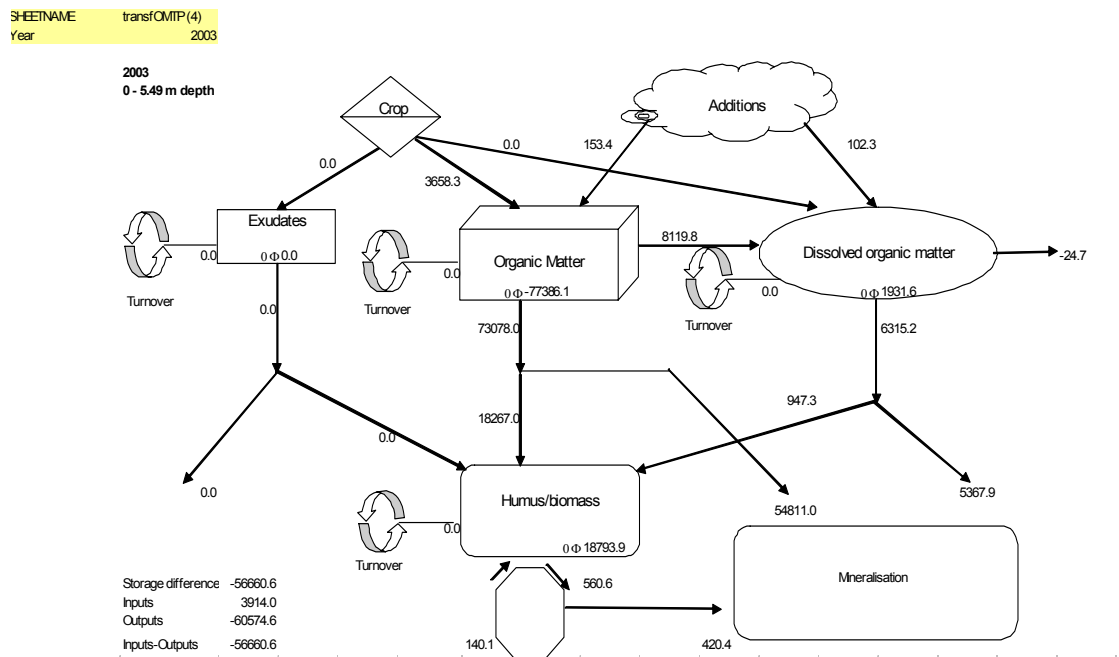 SHEETNAME transfOMTP(4)
Year 2003
2003
0 - 5.49 m depth
Crop
Additions
0.0
3658.3
0.0
153.4
102.3
Exudates
0 Φ 0.0
0.0
Turnover
Organic Matter
0 Φ -77386.1
0.0
Turnover
8119.8
Dissolved organic matter
0 Φ 1931.6
0.0
Turnover
-24.7
0.0
73078.0
6315.2
18267.0
947.3
0.0
0.0
54811.0
5367.9
Humus/biomass
0 Φ 18793.9
0.0
Turnover
Mineralisation
560.6
140.1
420.4
Storage difference -56660.6
Inputs 3914.0
Outputs -60574.6
Inputs-Outputs -56660.6